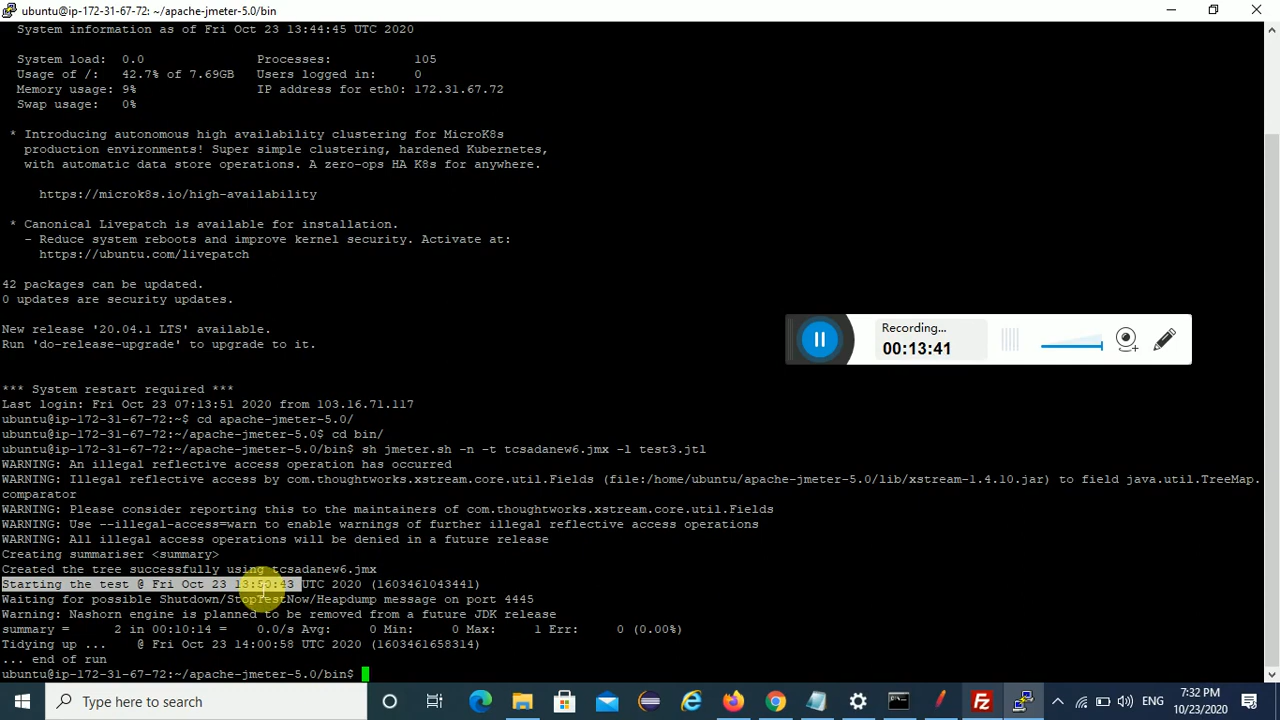 ubuntu@ip-172-31-67-72: ~/apache-jmeter-5.0/bin
System information as of Fri Oct 23 13:44:45 UTC 2020
System load: 0.0 Processes: 105
Usage of /: 42.7% of 7.69GB Users logged in: 0
Memory usage: 9% IP address for eth0: 172.31.67.72
Swap usage: 0%
* Introducing autonomous high availability clustering for MicroK8s
production environments! Super simple clustering, hardened Kubernetes,
with automatic data store operations. A zero-ops HA K8s for anywhere.
https://microk8s.io/high-availability
* Canonical Livepatch is available for installation.
- Reduce system reboots and improve kernel security. Activate at:
https://ubuntu.com/livepatch
42 packages can be updated.
0 updates are security updates.
New release '20.04.1 LTS' available.
Run 'do-release-upgrade' to upgrade to it.
Recording...
00:13:41
*** System restart required ***
Last login: Fri Oct 23 07:13:51 2020 from 103.16.71.117
ubuntu@ip-172-31-67-72:~$ cd apache-jmeter-5.0/
ubuntu@ip-172-31-67-72:~/apache-jmeter-5.0$ cd bin/
ubuntu@ip-172-31-67-72:~/apache-jmeter-5.0/bin$ sh jmeter.sh -n -t tcsadanew6.jmx -l test3.jtl
WARNING: An illegal reflective access operation has occurred
WARNING: Illegal reflective access by com.thoughtworks.xstream.core.util.Fields (file:/home/ubuntu/apache-jmeter-5.0/lib/xstream-1.4.10.jar) to field java.util.TreeMap.
comparator
WARNING: Please consider reporting this to the maintainers of com.thoughtworks.xstream.core.util.Fields
WARNING: Use --illegal-access=warn to enable warnings of further illegal reflective access operations
WARNING: All illegal access operations will be denied in a future release
Creating summariser <summary>
Created the tree successfully using tcsadanew6.jmx
Starting the test @ Fri Oct 23 13:50:43 UTC 2020 (1603461043441)
Waiting for possible Shutdown/StopTestNow/Heapdump message on port 4445
Warning: Nashorn engine is planned to be removed from a future JDK release
summary = 2 in 00:10:14 = 0.0/s Avg: 0 Min: 0 Max: 1 Err: 0 (0.00%)
Tidying up ... @ Fri Oct 23 14:00:58 UTC 2020 (1603461658314)
... end of run
ubuntu@ip-172-31-67-72:~/apache-jmeter-5.0/bin$
Type here to search
ENG
7:32 PM
10/23/2020